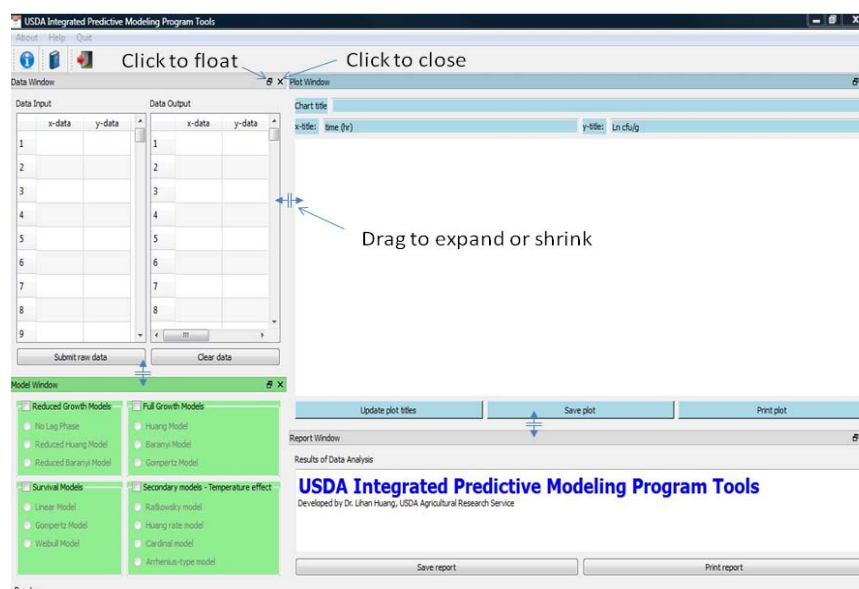 USDA Integrated Predictive Modeling Program Tools
About Help Quit
Click to float
Click to close
Data Window
Plot Window
Data Input
Data Output
Chart title
x-data y-data
x-data y-data
x-title: time (hr)
y-title: Ln cfu/g
1
1
2
2
3
3
4
4
5
5
6
6
7
7
8
8
9
Drag to expand or shrink
Submit raw data
Clear data
Model Window
Reduced Growth Models
No Lag Phase
Reduced Huang Model
Reduced Baranyi Model
Full Growth Models
Huang Model
Baranyi Model
Gompertz Model
Survival Models
Linear Model
Gompertz Model
Weibull Model
Secondary models - Temperature effect
Ratkowsky model
Huang rate model
Cardinal model
Arrhenius-type model
Update plot titles
Save plot
Print plot
Report Window
Results of Data Analysis
USDA Integrated Predictive Modeling Program Tools
Developed by Dr. Lihan Huang, USDA Agricultural Research Service
Save report
Print report